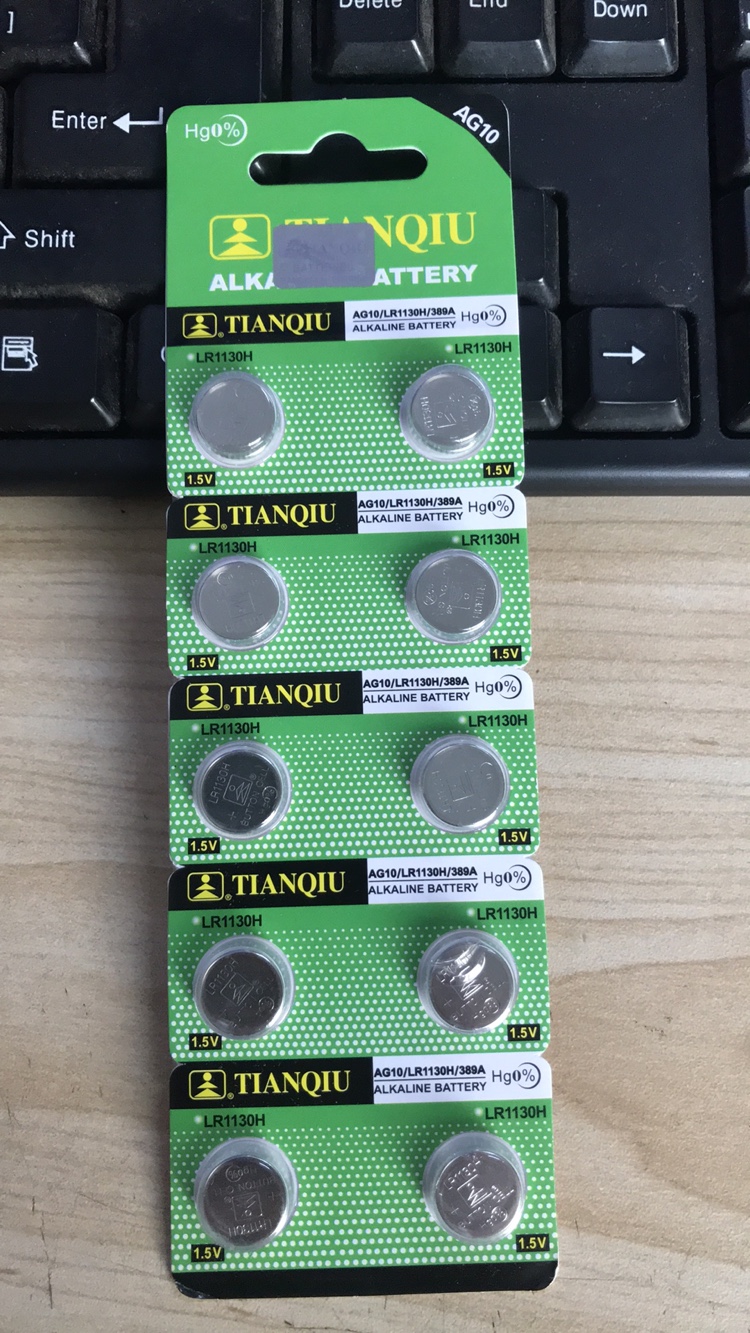 ]
Delete
End
Down
Enter
Shift
Hg0%
AG10
TIANQIU
ALKA ATTERY
TIANQIU
AG10/LR1130H/389A
ALKALINE BATTERY
Hg0%
LR1130H
LR1130H
1.5V
1.5V
TIANQIU
AG10/LR1130H/389A
ALKALINE BATTERY
Hg0%
LR1130H
LR1130H
1.5V
1.5V
TIANQIU
AG10/LR1130H/389A
ALKALINE BATTERY
Hg0%
LR1130H
LR1130H
LR1130H
1.5V
1.5V
TIANQIU
AG10/LR1130H/389A
ALKALINE BATTERY
Hg0%
LR1130H
LR1130H
LR1130H
1.5V
1.5V
TIANQIU
AG10/LR1130H/389A
ALKALINE BATTERY
Hg0%
LR1130H
LR1130H
LR1130H
1.5V
1.5V